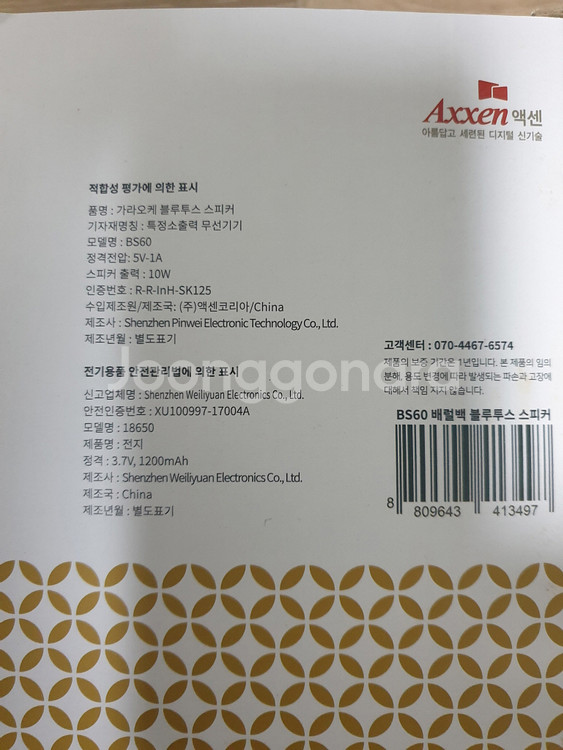 Axxen 액센
아름답고 세련된 디지털 신기술
적합성 평가에 의한 표시
품명 : 가라오케 블루투스 스피커
기자재명칭 : 특정소출력 무선기기
모델명 : BS60
정격전압: 5V-1A
스피커 출력 : 10W
인증번호 : R-R-InH-SK125
수입제조원/제조국: (주)액센코리아/China
제조사 : Shenzhen Pinwei Electronic Technology Co., Ltd.
제조년월 : 별도표기
전기용품 안전관리법에 의한 표시
신고업체명 : Shenzhen Weiliyuan Electronics Co., Ltd.
안전인증번호 : XU100997-17004A
모델명 : 18650
제품명 : 전지
정격 : 3.7V, 1200mAh
제조사 : Shenzhen Weiliyuan Electronics Co., Ltd.
제조국 : China
제조년월 : 별도표기
고객센터 : 070-4467-6574
제품의 보증 기간은 1년입니다. 본 제품의 임의
분해, 용도 변경에 따라 발생되는 파손과 고장에
대해서 책임 지지 않습니다.
BS60 배럴백 블루투스 스피커
8 809643 413497
Joonggonara